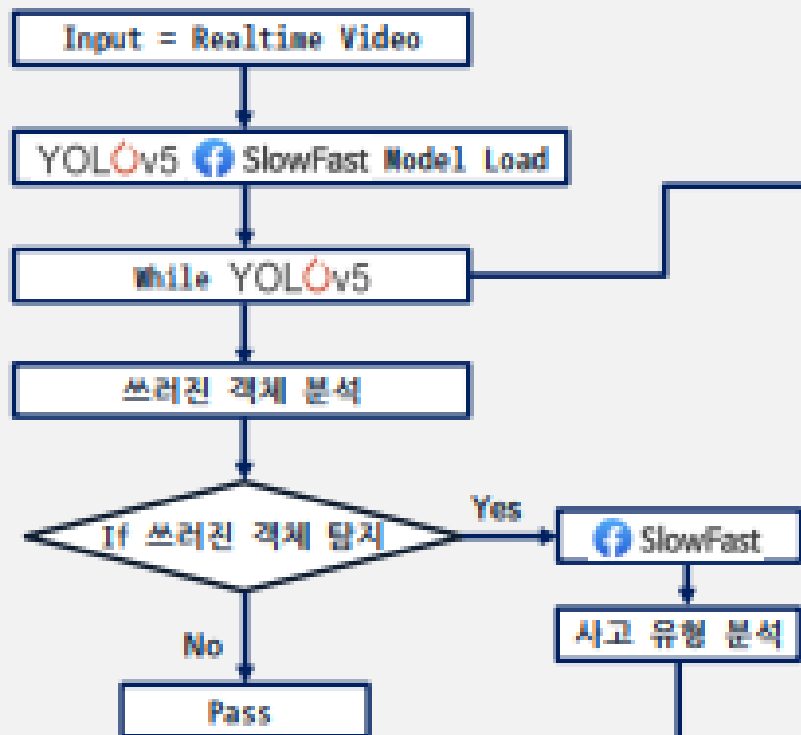 Input = Realtime Video
YOLOv5 SlowFast Model Load
While YOLOv5
쓰러진 객체 분석
If 쓰러진 객체 탐지
Yes
SlowFast
사고 유형 분석
No
Pass